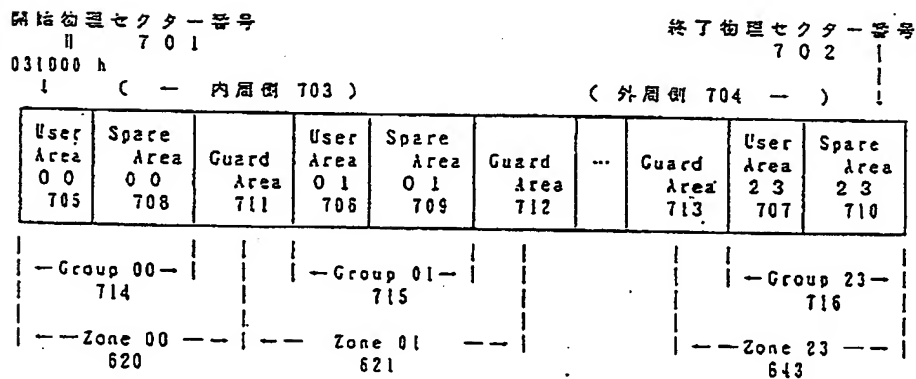 開始物理セクター番号
|| 701
031000 h
終了物理セクター番号
702
↓ ( ← 内周側 703 )
( 外周側 704 → ) ↓
User Area 00 705
Spare Area 00 708
Guard Area 711
User Area 01 706
Spare Area 01 709
Guard Area 712
...
Guard Area 713
User Area 23 707
Spare Area 23 710
←Group 00→
714
←Group 01→
715
←Group 23→
716
←--Zone 00 --→
620
←-- Zone 01 --→
621
←--Zone 23 --→
643